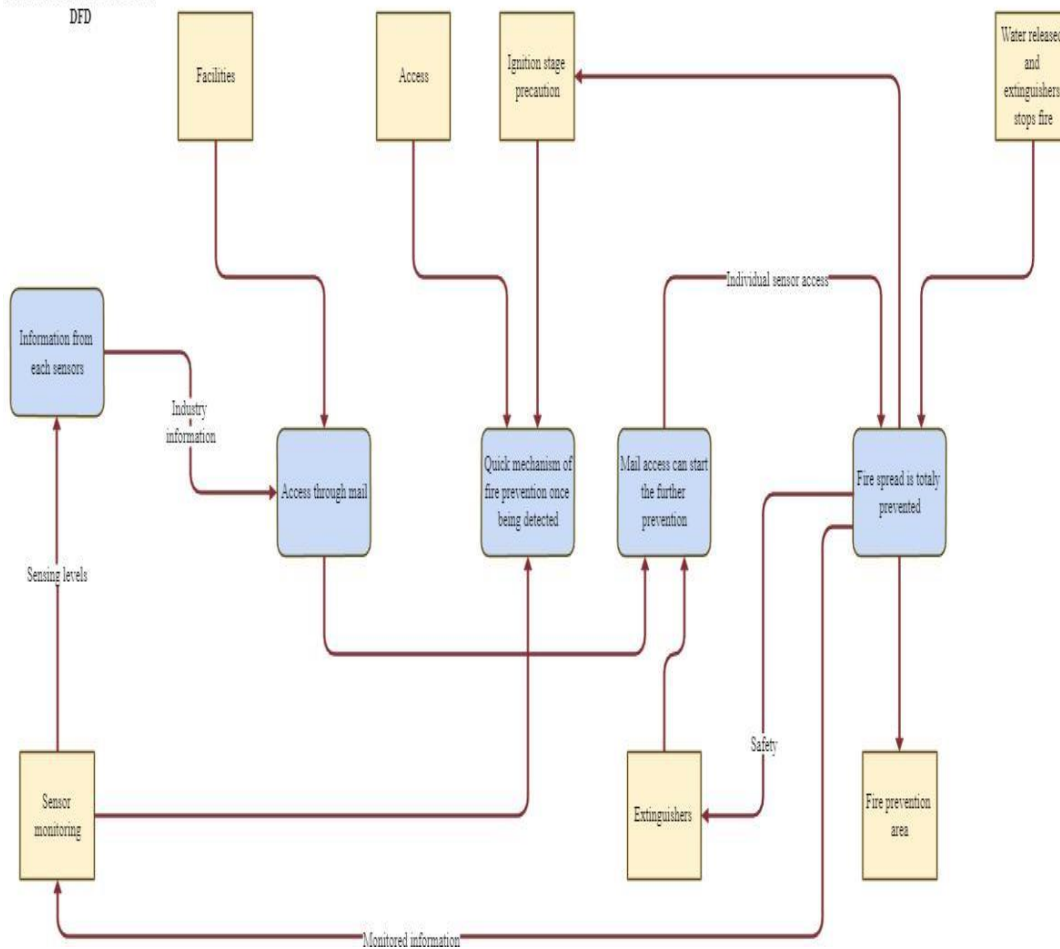 DFD
Facilities
Access
Ignition stage
precaution
Water released
and
extinguishers
stops fire
Individual sensor access
Information from
each sensors
Industry
information
Access through mail
Quick mechanism of
fire prevention once
being detected
Mail access can start
the further
prevention
Fire spread is totaly
prevented
Sensing levels
Safety
Sensor
monitoring
Extinguishers
Fire prevention
area
Monitored information